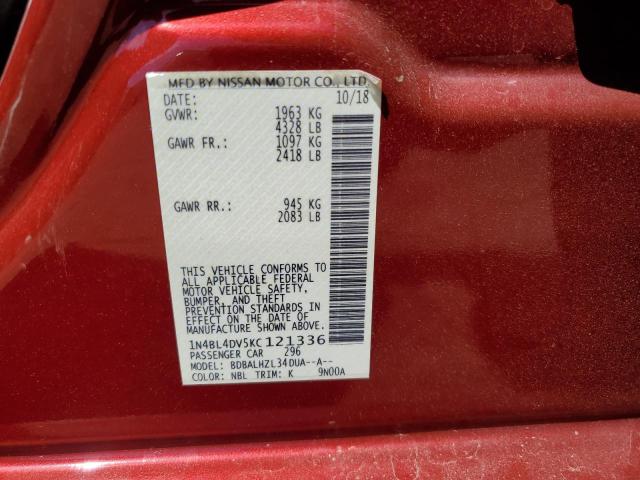 MFD BY NISSAN MOTOR CO., LTD.
DATE: 10/18
GVWR: 1963 KG
4328 LB
GAWR FR.: 1097 KG
2418 LB
GAWR RR.: 945 KG
2083 LB
THIS VEHICLE CONFORMS TO
ALL APPLICABLE FEDERAL
MOTOR VEHICLE SAFETY,
BUMPER, AND THEFT
PREVENTION STANDARDS IN
EFFECT ON THE DATE OF
MANUFACTURE SHOWN ABOVE.
1N4BL4DV5KC121336
PASSENGER CAR 296
MODEL: BDBALHZL34DUA--A--
COLOR: NBL TRIM: K 9N00A